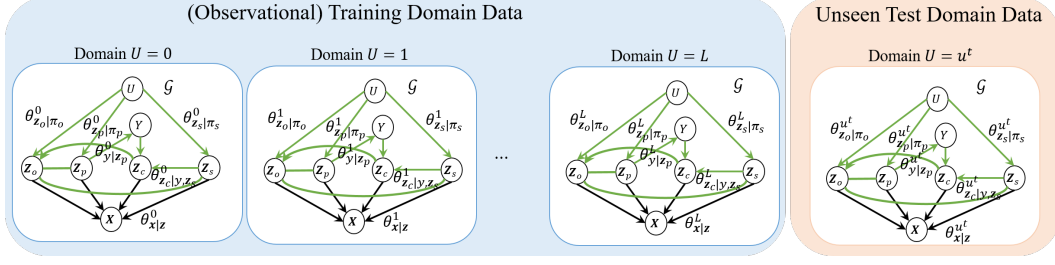 (Observational) Training Domain Data
Unseen Test Domain Data
Domain U = 0
Domain U = 1
Domain U = L
Domain U = u^t
U
𝒢
θ^0_{z_o|π_o}
θ^0_{z_p|π_p}
θ^0_{z_s|π_s}
Y
θ^0_{y|z_p}
Z_o
Z_p
Z_c
θ^0_{z_c|y,z_s}
Z_s
X
θ^0_{x|z}
U
𝒢
θ^1_{z_o|π_o}
θ^1_{z_p|π_p}
θ^1_{z_s|π_s}
Y
θ^1_{y|z_p}
Z_o
Z_p
Z_c
θ^1_{z_c|y,z_s}
Z_s
X
θ^1_{x|z}
...
U
𝒢
θ^L_{z_o|π_o}
θ^L_{z_p|π_p}
θ^L_{z_s|π_s}
Y
θ^L_{y|z_p}
Z_o
Z_p
Z_c
θ^L_{z_c|y,z_s}
Z_s
X
θ^L_{x|z}
U
𝒢
θ^{u^t}_{z_o|π_o}
θ^{u^t}_{z_p|π_p}
θ^{u^t}_{z_s|π_s}
Y
θ^{u^t}_{y|z_p}
Z_o
Z_p
Z_c
θ^{u^t}_{z_c|y,z_s}
Z_s
X
θ^{u^t}_{x|z}